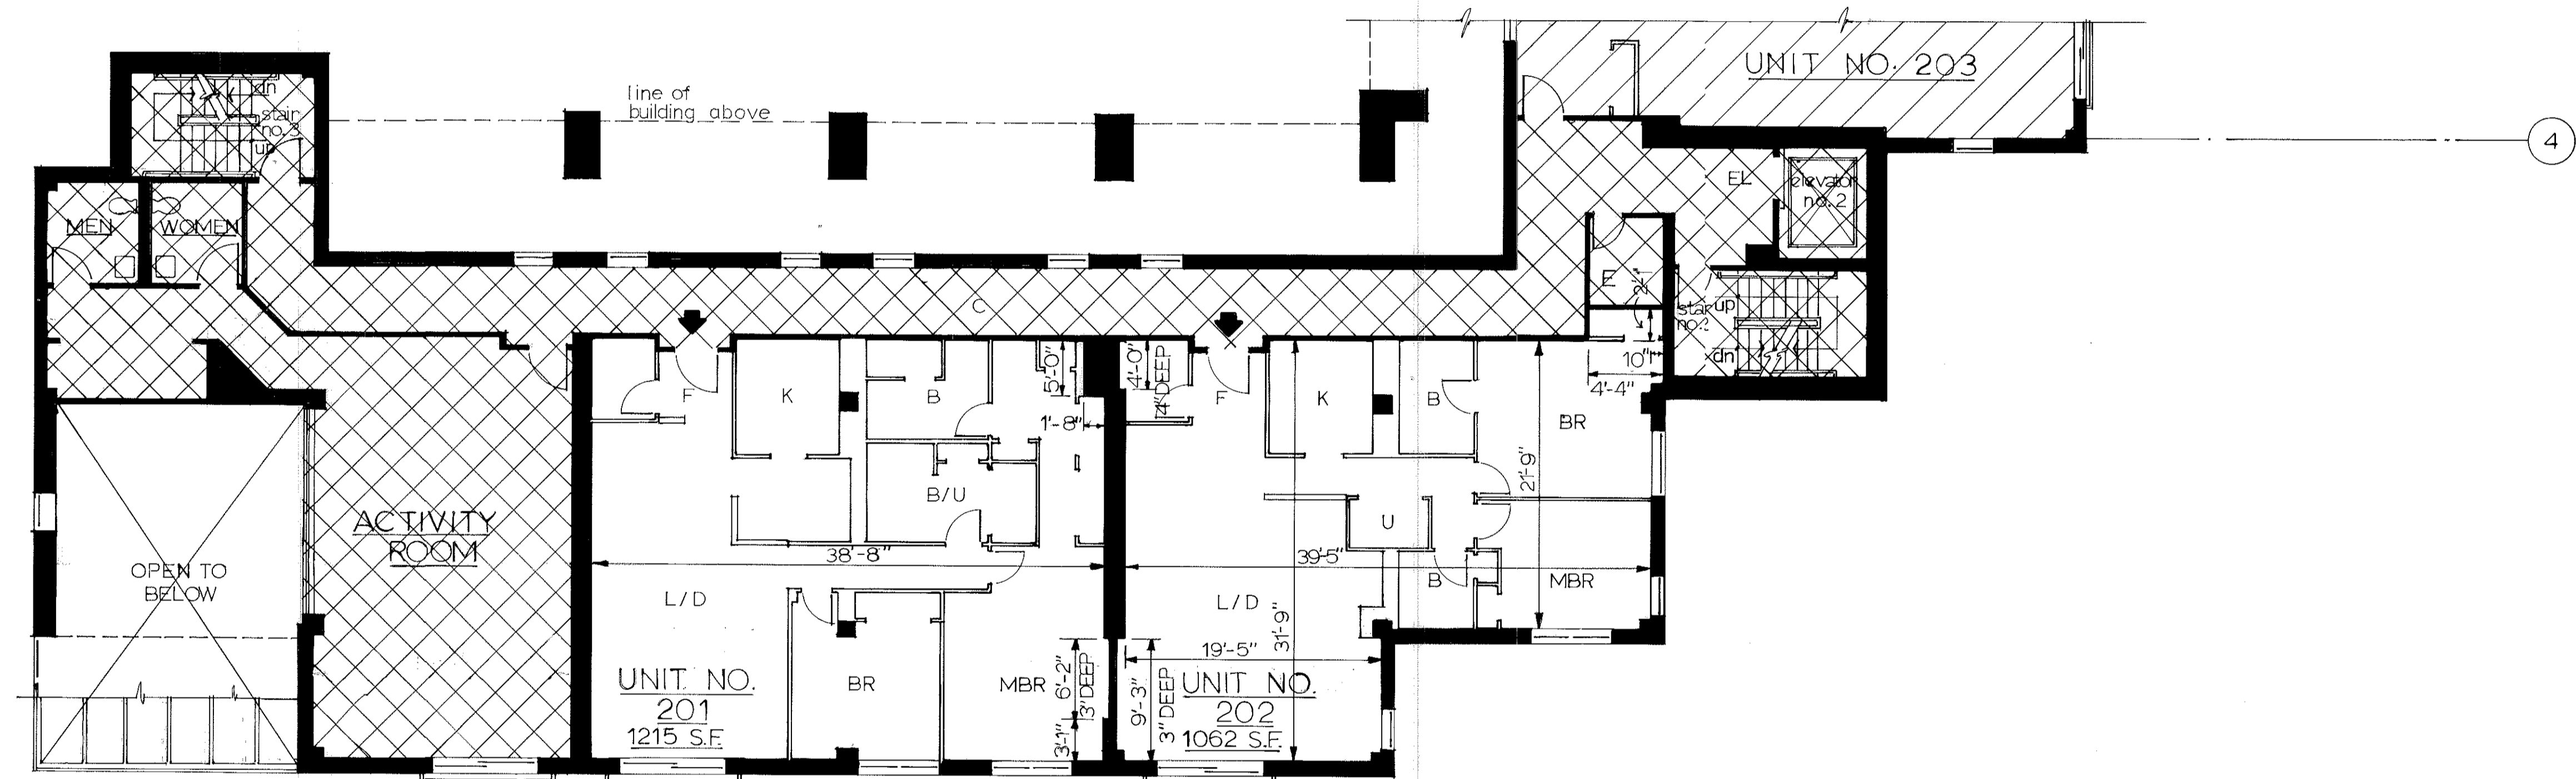 UNIT NO. 203
4
line of
building above
dn
stair
no. 3
up
MEN
WOMEN
EL
elevator
no. 2
E
2'-1"
C
stair
no.2
up
dn
10"
4'-4"
F
K
B
5'-0"
1'-8"
4'-0"
4" DEEP
F
K
B
BR
21'-9"
B/U
U
ACTIVITY
ROOM
OPEN TO
BELOW
38'-8"
39'-5"
B
MBR
L/D
L/D
31'-9"
19'-5"
UNIT NO.
201
1215 S.F.
BR
MBR
6'-2"
3" DEEP
3'-1"
9'-3"
3" DEEP
UNIT NO.
202
1062 S.F.